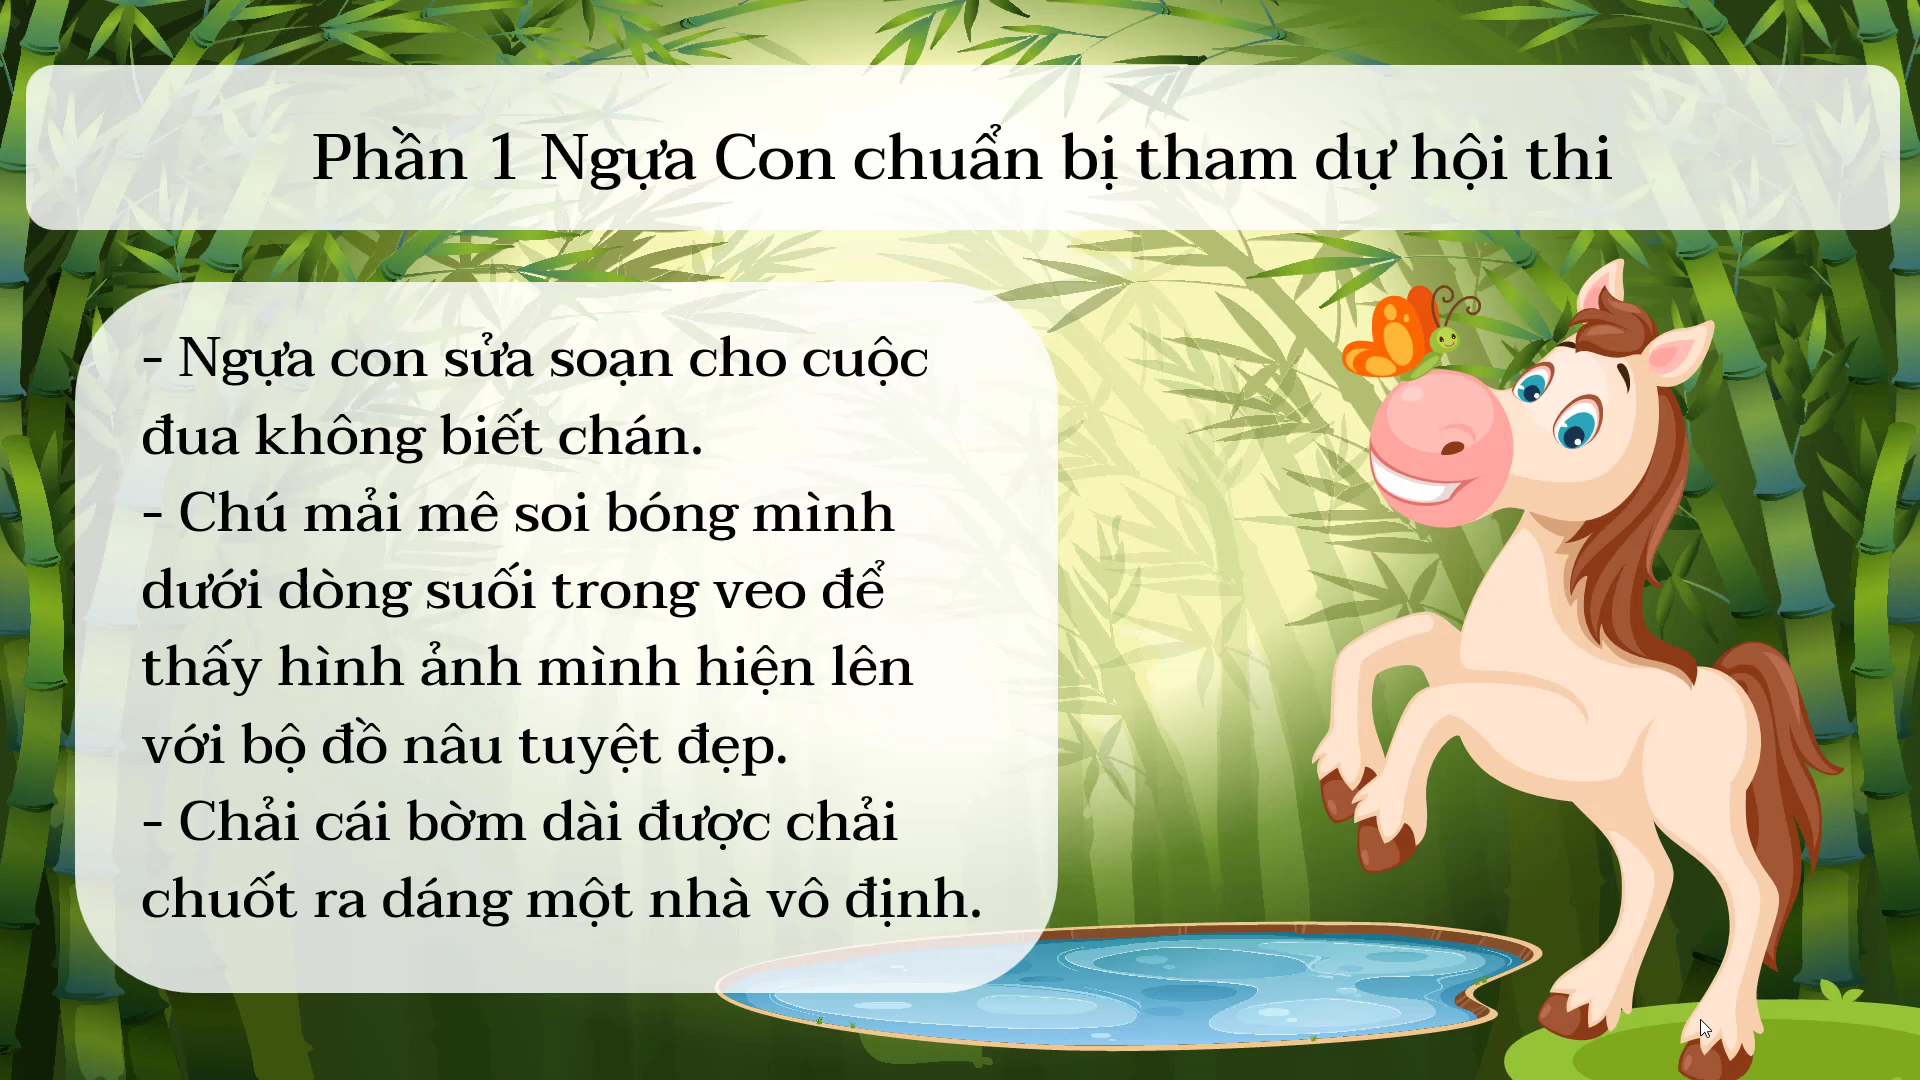 Phần 1 Ngựa Con chuẩn bị tham dự hội thi
- Ngựa con sửa soạn cho cuộc
đua không biết chán.
- Chú mải mê soi bóng mình
dưới dòng suối trong veo để
thấy hình ảnh mình hiện lên
với bộ đồ nâu tuyệt đẹp.
- Chải cái bờm dài được chải
chuốt ra dáng một nhà vô định.